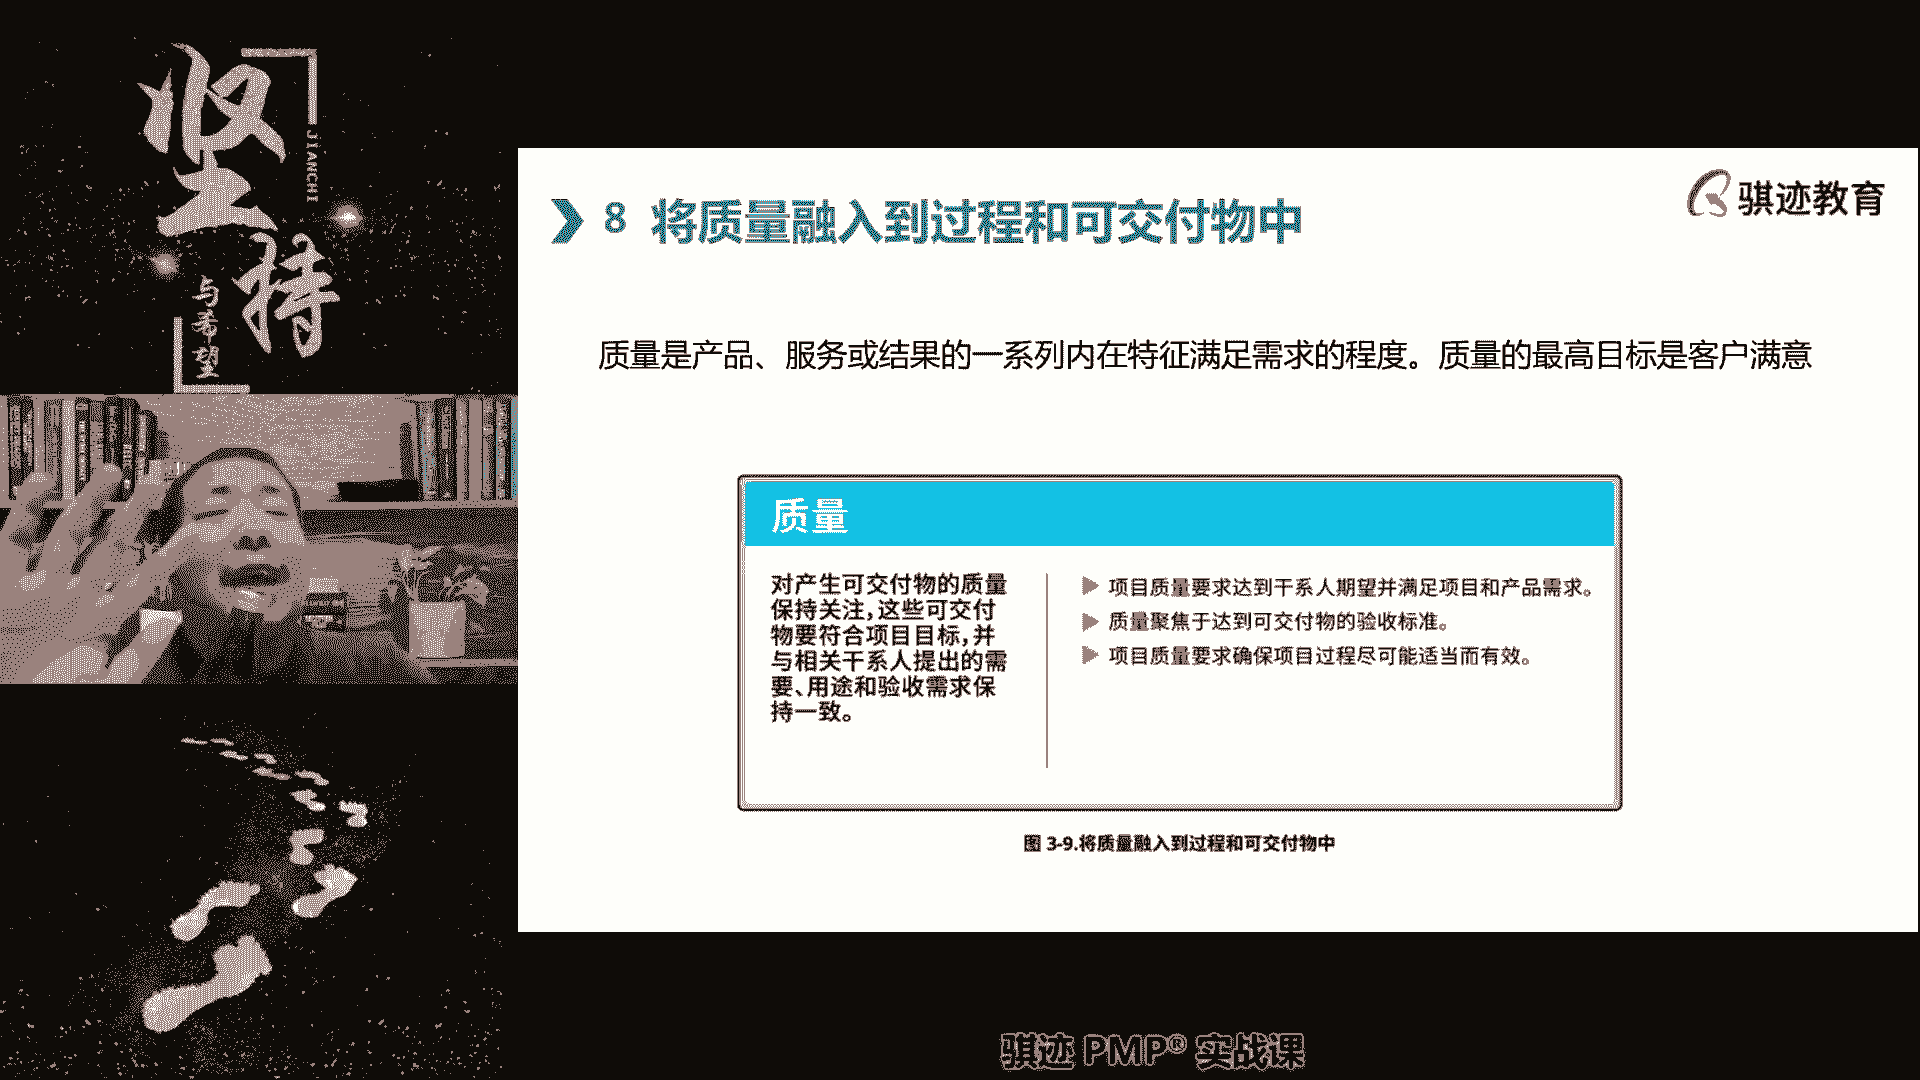 坚持
JIANCHI
与希望
8 将质量融入到过程和可交付物中
骐迹教育
质量是产品、服务或结果的一系列内在特征满足需求的程度。质量的最高目标是客户满意
质量
对产生可交付物的质量
保持关注,这些可交付
物要符合项目目标,并
与相关干系人提出的需
要、用途和验收需求保
持一致。
▶ 项目质量要求达到干系人期望并满足项目和产品需求。
▶ 质量聚焦于达到可交付物的验收标准。
▶ 项目质量要求确保项目过程尽可能适当而有效。
图 3-9.将质量融入到过程和可交付物中
骐迹 PMP® 实战课